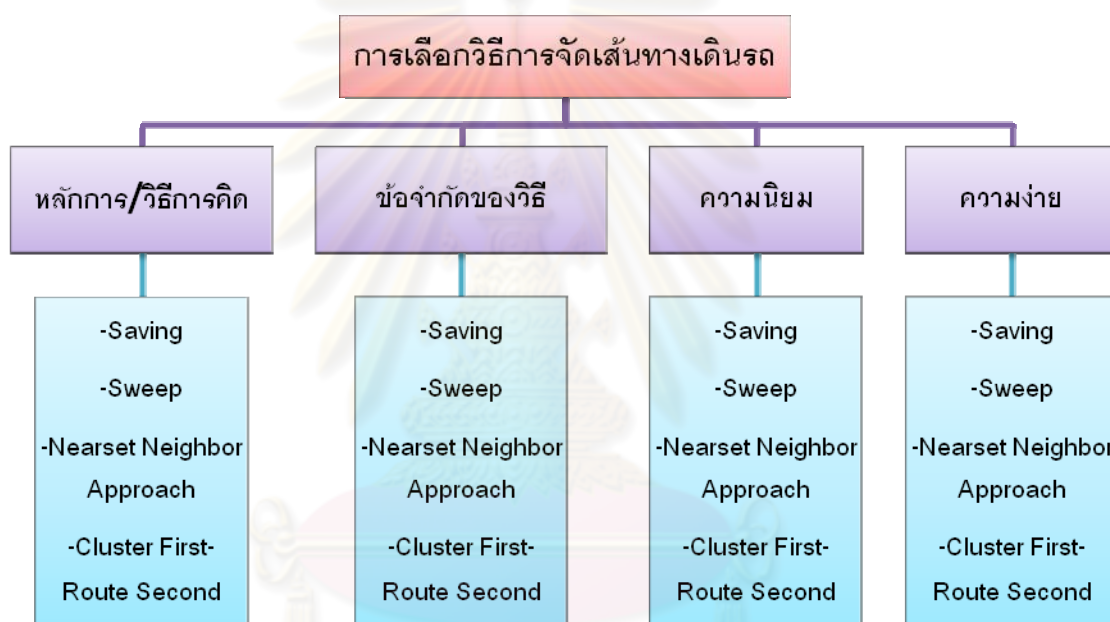 การเลือกวิธีการจัดเส้นทางเดินรถ
หลักการ/วิธีการคิด
ข้อจำกัดของวิธี
ความนิยม
ความง่าย
-Saving
-Sweep
-Nearset Neighbor
Approach
-Cluster First-
Route Second
-Saving
-Sweep
-Nearset Neighbor
Approach
-Cluster First-
Route Second
-Saving
-Sweep
-Nearset Neighbor
Approach
-Cluster First-
Route Second
-Saving
-Sweep
-Nearset Neighbor
Approach
-Cluster First-
Route Second